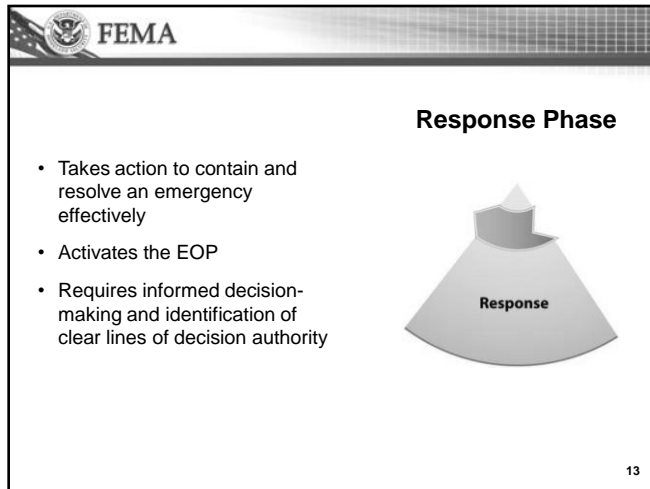 FEMA
Response Phase
• Takes action to contain and
resolve an emergency
effectively
• Activates the EOP
• Requires informed decision-
making and identification of
clear lines of decision authority
Response
13